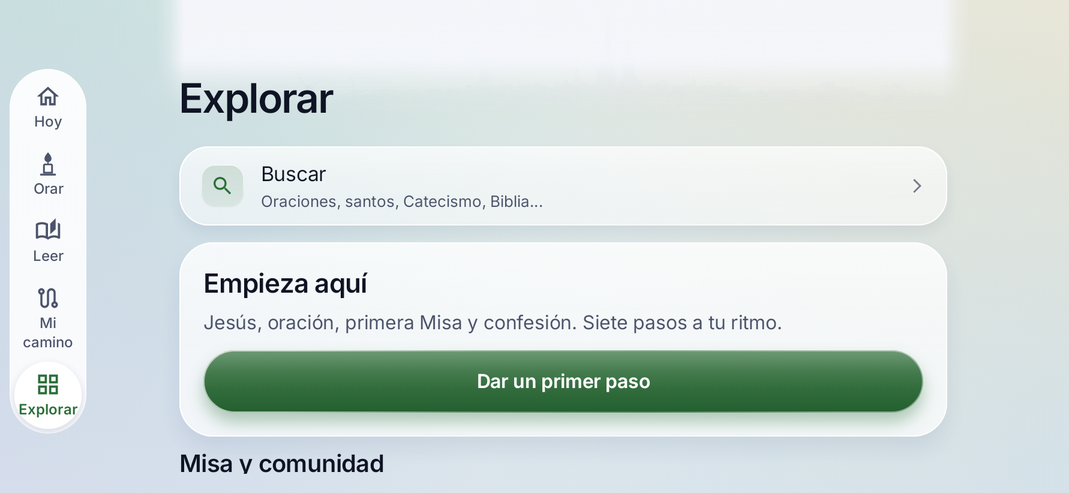 Explorar
Hoy
Orar
Leer
Mi
camino
Explorar
Buscar
Oraciones, santos, Catecismo, Biblia...
Empieza aquí
Jesús, oración, primera Misa y confesión. Siete pasos a tu ritmo.
Dar un primer paso
Misa y comunidad